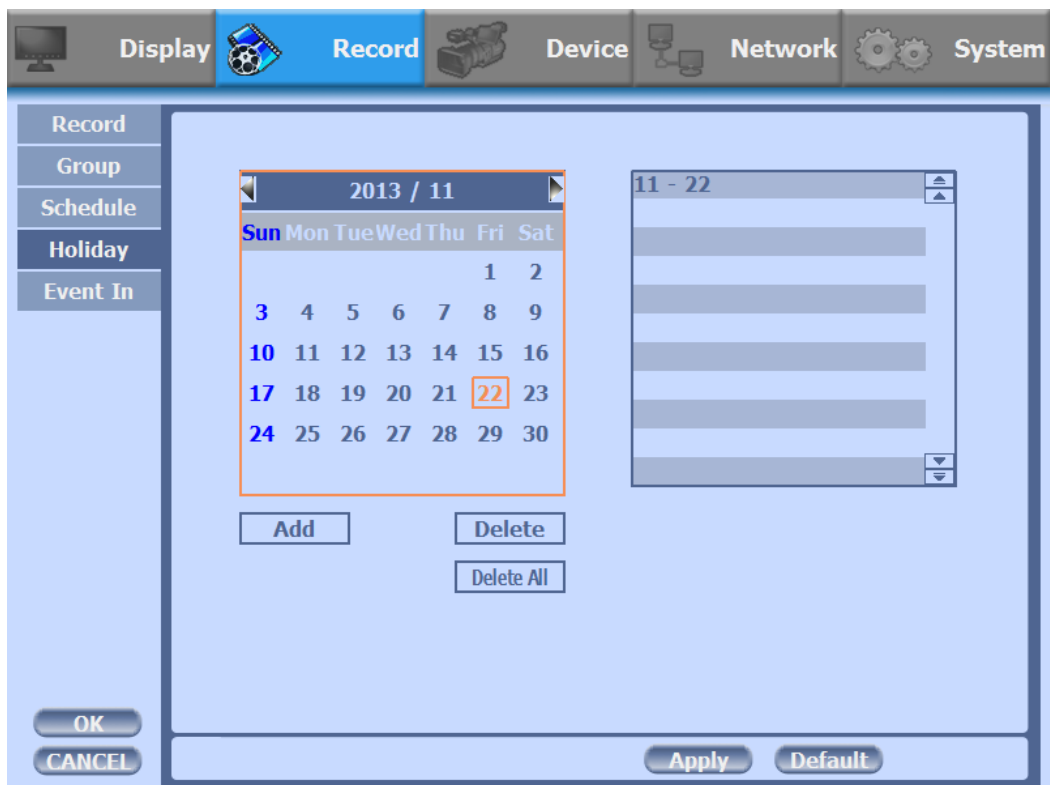 Display Record Device Network System
Record
Group
Schedule
Holiday
Event In
2013 / 11
Sun Mon Tue Wed Thu Fri Sat
1 2
3 4 5 6 7 8 9
10 11 12 13 14 15 16
17 18 19 20 21 22 23
24 25 26 27 28 29 30
Add Delete
Delete All
11 - 22
OK
CANCEL
Apply Default